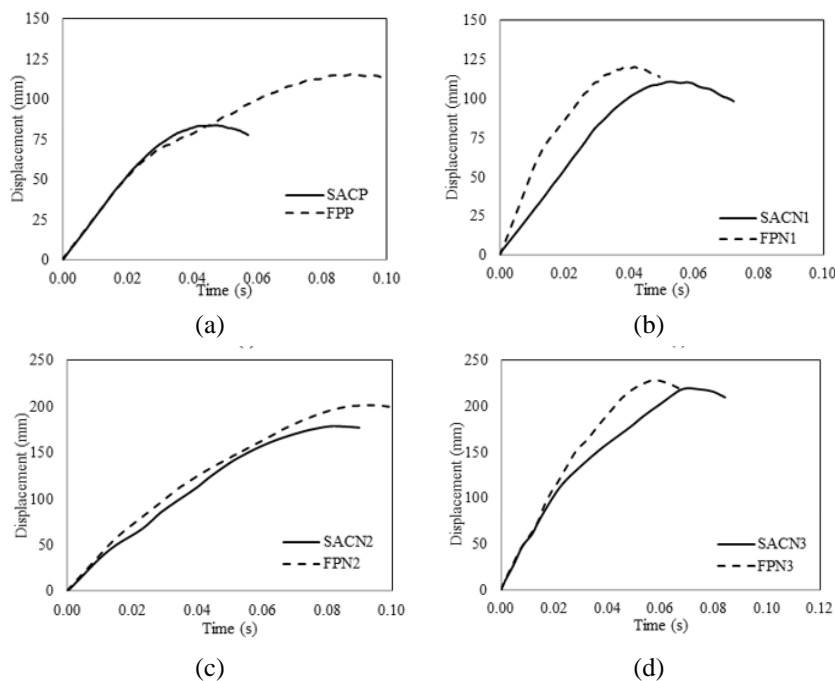 150
125
100
75
50
25
0
Displacement (mm)
SACP
FPP
0.00 0.02 0.04 0.06 0.08 0.10
Time (s)
(a)
150
125
100
75
50
25
0
Displacement (mm)
SACN1
FPN1
0.00 0.02 0.04 0.06 0.08 0.10
Time (s)
(b)
250
200
150
100
50
0
Displacement (mm)
SACN2
FPN2
0.00 0.02 0.04 0.06 0.08 0.10
Time (s)
(c)
250
200
150
100
50
0
Displacement (mm)
SACN3
FPN3
0.00 0.02 0.04 0.06 0.08 0.10 0.12
Time (s)
(d)